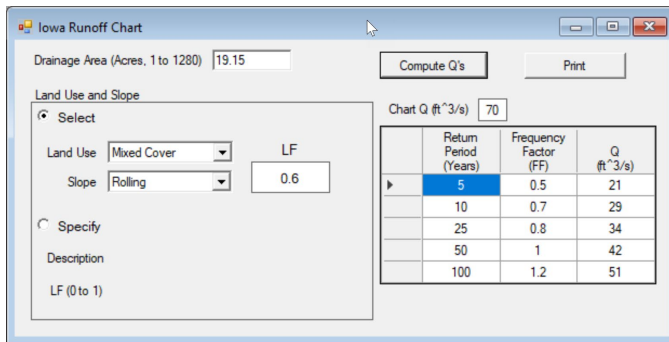 Iowa Runoff Chart
Drainage Area (Acres, 1 to 1280) 19.15
Compute Q's
Print
Land Use and Slope
Select
Land Use Mixed Cover
LF
Slope Rolling
0.6
Specify
Description
LF (0 to 1)
Chart Q (ft^3/s) 70
Return Period (Years) Frequency Factor (FF) Q (ft^3/s)
5 0.5 21
10 0.7 29
25 0.8 34
50 1 42
100 1.2 51